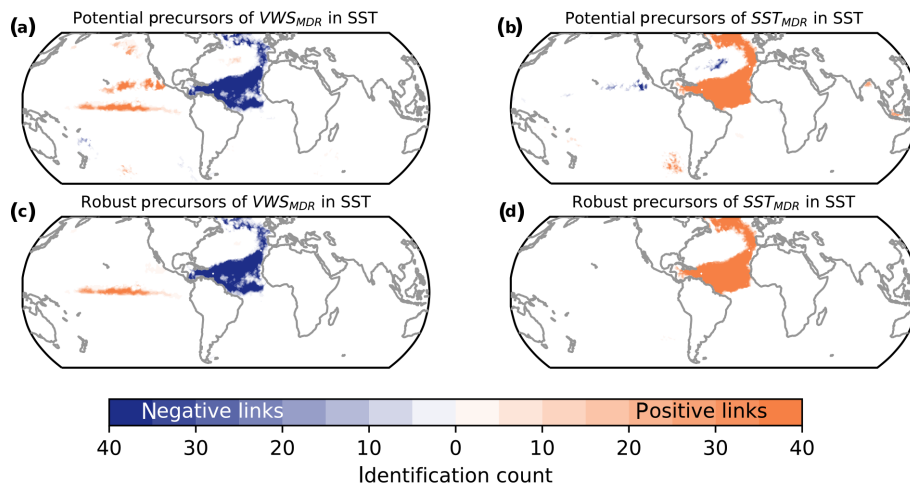 (a) Potential precursors of VWS_MDR in SST
(b) Potential precursors of SST_MDR in SST
(c) Robust precursors of VWS_MDR in SST
(d) Robust precursors of SST_MDR in SST
Negative links Positive links
40 30 20 10 0 10 20 30 40
Identification count